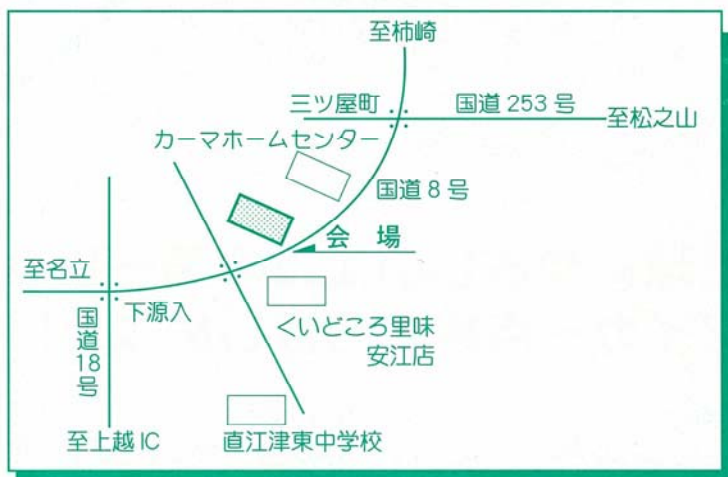 至柿崎
三ツ屋町
国道253号
至松之山
カーマホームセンター
国道8号
会場
至名立
下源入
国道18号
くいどころ里味
安江店
至上越IC
直江津東中学校